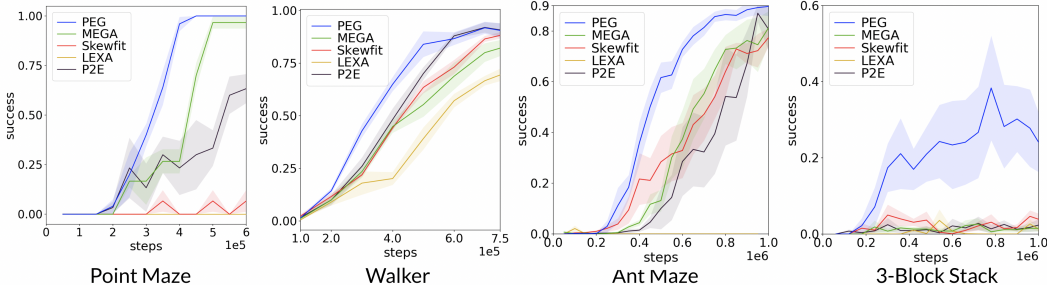 PEG
MEGA
Skewfit
LEXA
P2E
success
1.00
0.75
0.50
0.25
0.00
0 1 2 3 4 5 6
steps
1e5
Point Maze
PEG
MEGA
Skewfit
LEXA
P2E
success
1.00
0.75
0.50
0.25
0.00
1.0 2.0 4.0 6.0 7.5
steps
1e5
Walker
PEG
MEGA
Skewfit
LEXA
P2E
success
0.9
0.8
0.6
0.4
0.2
0.0
0.0 0.2 0.4 0.6 0.8 1.0
steps
1e6
Ant Maze
PEG
MEGA
Skewfit
LEXA
P2E
success
0.6
0.4
0.2
0.0
0.0 0.2 0.4 0.6 0.8 1.0
steps
1e6
3-Block Stack